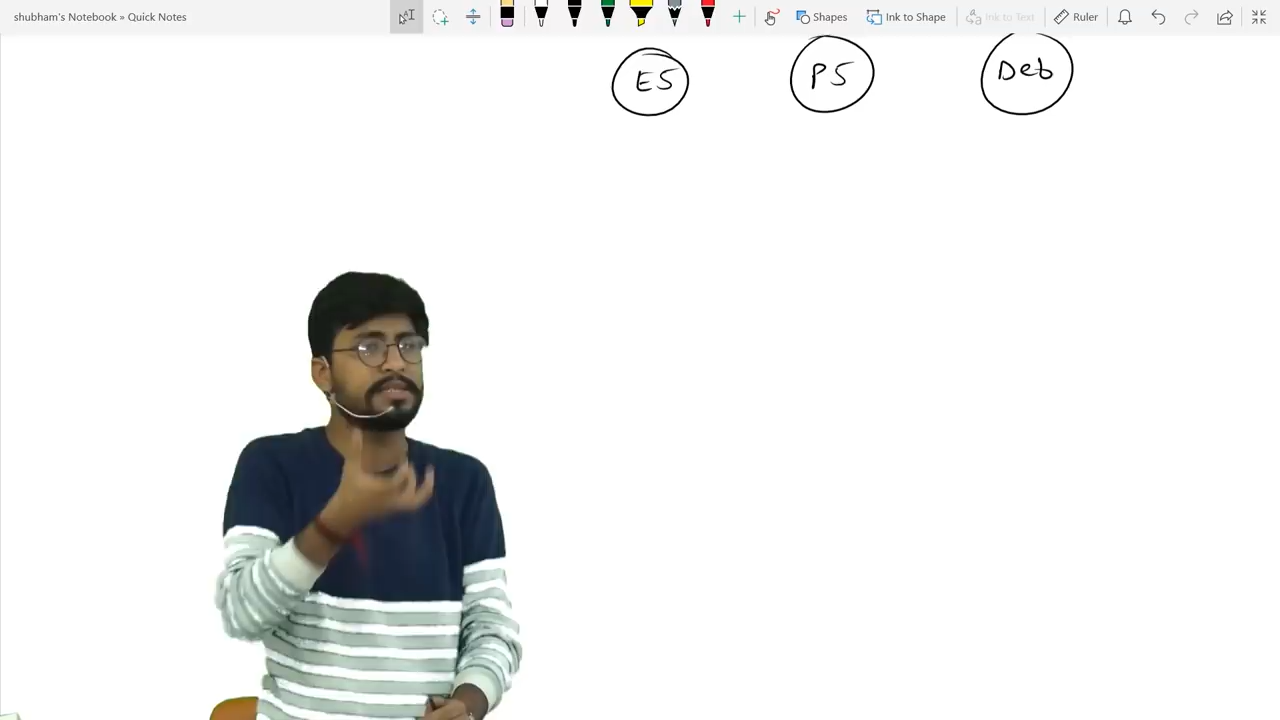 shubham's Notebook » Quick Notes
Shapes
Ink to Shape
Ink to Text
Ruler
ES PS Deb